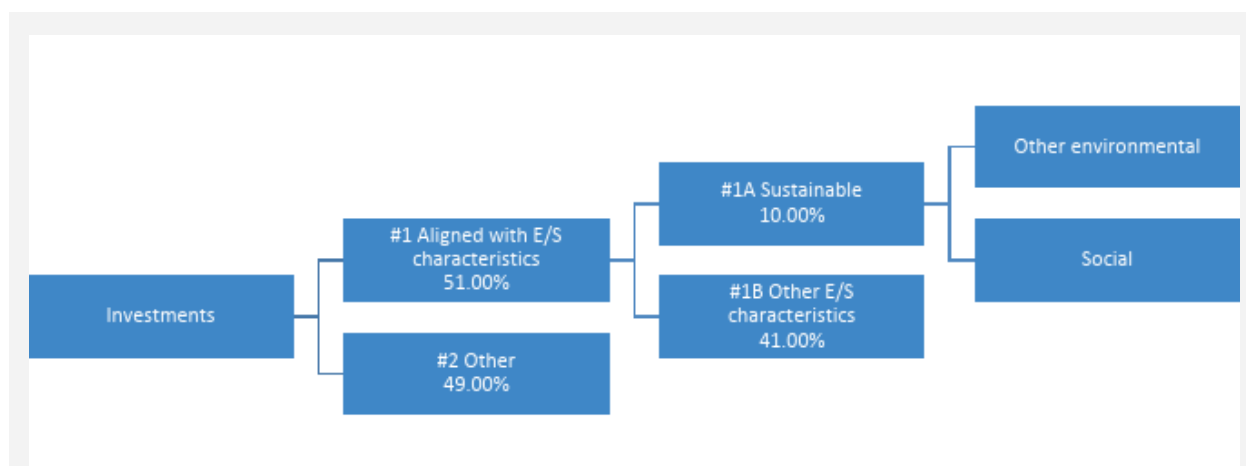 Investments
#1 Aligned with E/S
characteristics
51.00%
#2 Other
49.00%
#1A Sustainable
10.00%
#1B Other E/S
characteristics
41.00%
Other environmental
Social